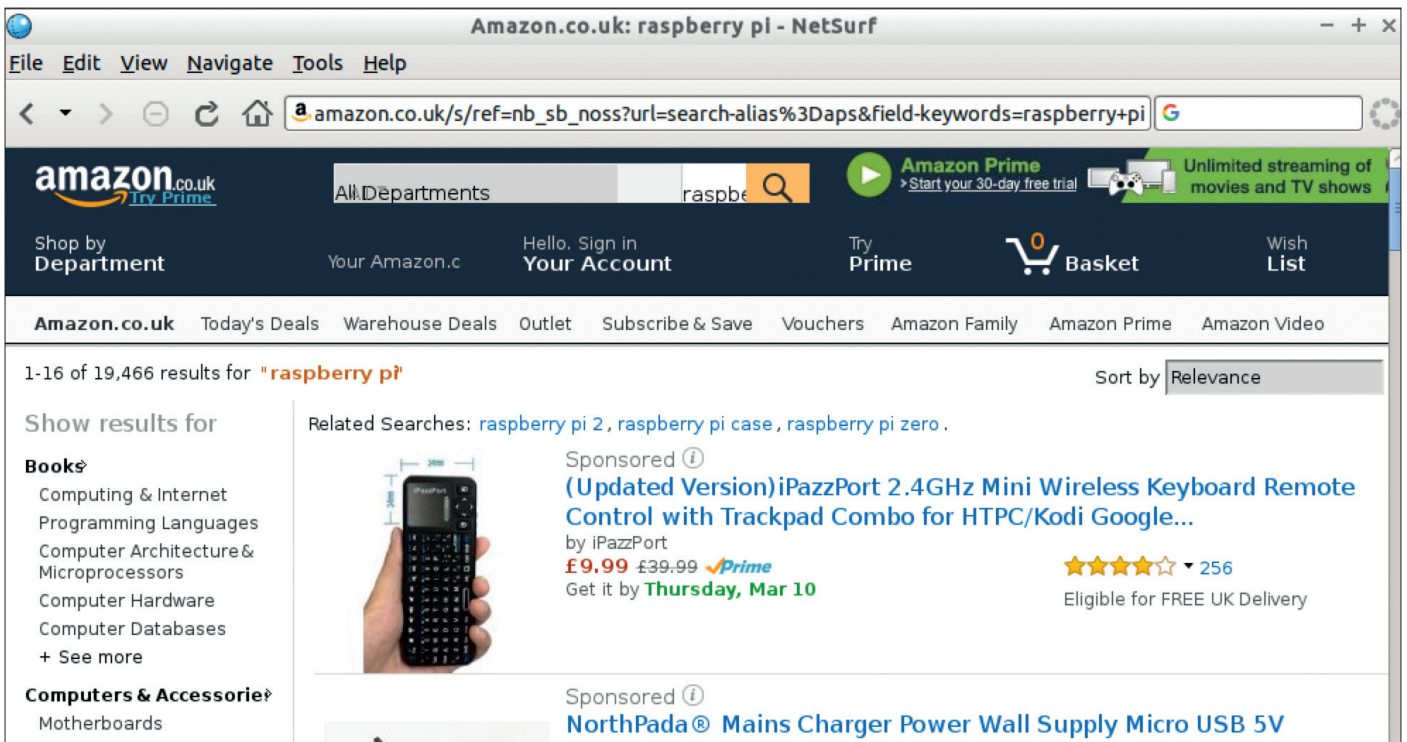 Amazon.co.uk: raspberry pi - NetSurf
File Edit View Navigate Tools Help
amazon.co.uk/s/ref=nb_sb_noss?url=search-alias%3Daps&field-keywords=raspberry+pi
amazon.co.uk
Try Prime
All Departments
raspbe
Amazon Prime
>Start your 30-day free trial
Unlimited streaming of
movies and TV shows
Shop by
Department
Your Amazon.c
Hello. Sign in
Your Account
Try
Prime
0
Basket
Wish
List
Amazon.co.uk Today's Deals Warehouse Deals Outlet Subscribe & Save Vouchers Amazon Family Amazon Prime Amazon Video
1-16 of 19,466 results for "raspberry pi"
Sort by Relevance
Show results for
Books
Computing & Internet
Programming Languages
Computer Architecture &
Microprocessors
Computer Hardware
Computer Databases
+ See more
Computers & Accessories
Motherboards
Related Searches: raspberry pi 2, raspberry pi case, raspberry pi zero.
Sponsored
(Updated Version)iPazzPort 2.4GHz Mini Wireless Keyboard Remote
Control with Trackpad Combo for HTPC/Kodi Google...
by iPazzPort
£9.99 £39.99 Prime
Get it by Thursday, Mar 10
256
Eligible for FREE UK Delivery
Sponsored
NorthPada® Mains Charger Power Wall Supply Micro USB 5V